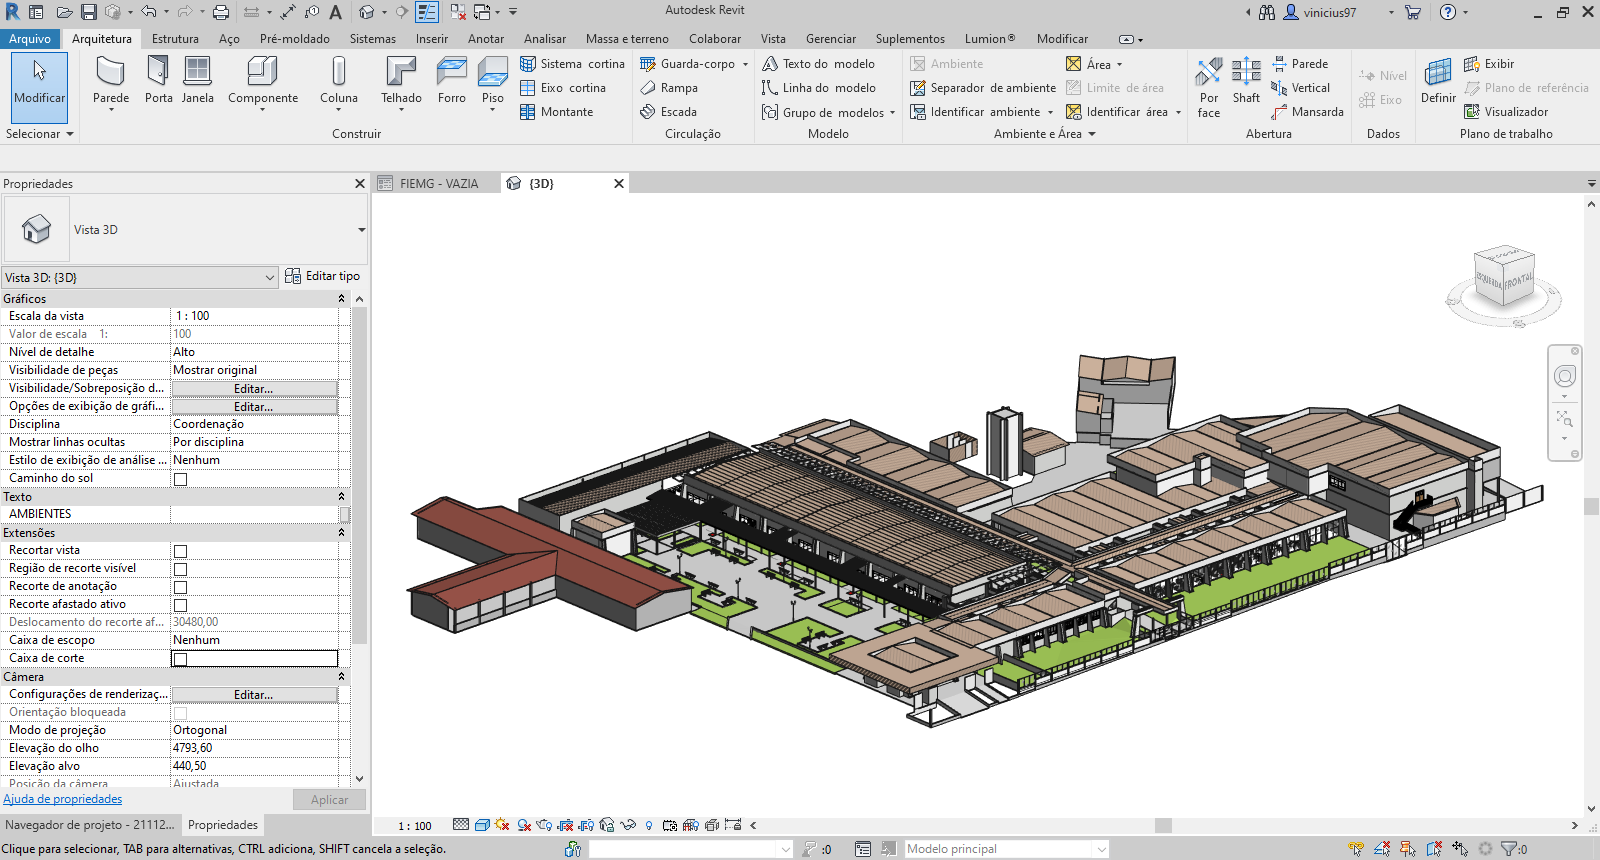 Autodesk Revit
vinicius97
Arquivo Arquitetura Estrutura Aço Pré-moldado Sistemas Inserir Anotar Analisar Massa e terreno Colaborar Vista Gerenciar Suplementos Lumion® Modificar
Modificar
Selecionar
Parede Porta Janela Componente Coluna Telhado Forro Piso
Sistema cortina
Eixo cortina
Montante
Construir
Guarda-corpo
Rampa
Escada
Circulação
Texto do modelo
Linha do modelo
Grupo de modelos
Modelo
Ambiente
Separador de ambiente
Identificar ambiente
Área
Limite de área
Identificar área
Ambiente e Área
Por face
Shaft
Parede
Vertical
Mansarda
Abertura
Nível
Eixo
Dados
Definir
Exibir
Plano de referência
Visualizador
Plano de trabalho
Propriedades
FIEMG - VAZIA
{3D}
Vista 3D
Vista 3D: {3D}
Editar tipo
Gráficos
Escala da vista 1 : 100
Valor de escala 1: 100
Nível de detalhe Alto
Visibilidade de peças Mostrar original
Visibilidade/Sobreposição d... Editar...
Opções de exibição de gráfi... Editar...
Disciplina Coordenação
Mostrar linhas ocultas Por disciplina
Estilo de exibição de análise ... Nenhum
Caminho do sol
Texto
AMBIENTES
Extensões
Recortar vista
Região de recorte visível
Recorte de anotação
Recorte afastado ativo
Deslocamento do recorte af... 30480,00
Caixa de escopo Nenhum
Caixa de corte
Câmera
Configurações de renderizaç... Editar...
Orientação bloqueada
Modo de projeção Ortogonal
Elevação do olho 4793,60
Elevação alvo 440,50
Posição da câmera Ajustada
Ajuda de propriedades
Aplicar
Navegador de projeto - 21112...
Propriedades
ESQUERDA
FRONTAL
1 : 100
Clique para selecionar, TAB para alternativas, CTRL adiciona, SHIFT cancela a seleção.
:0
Modelo principal
:0